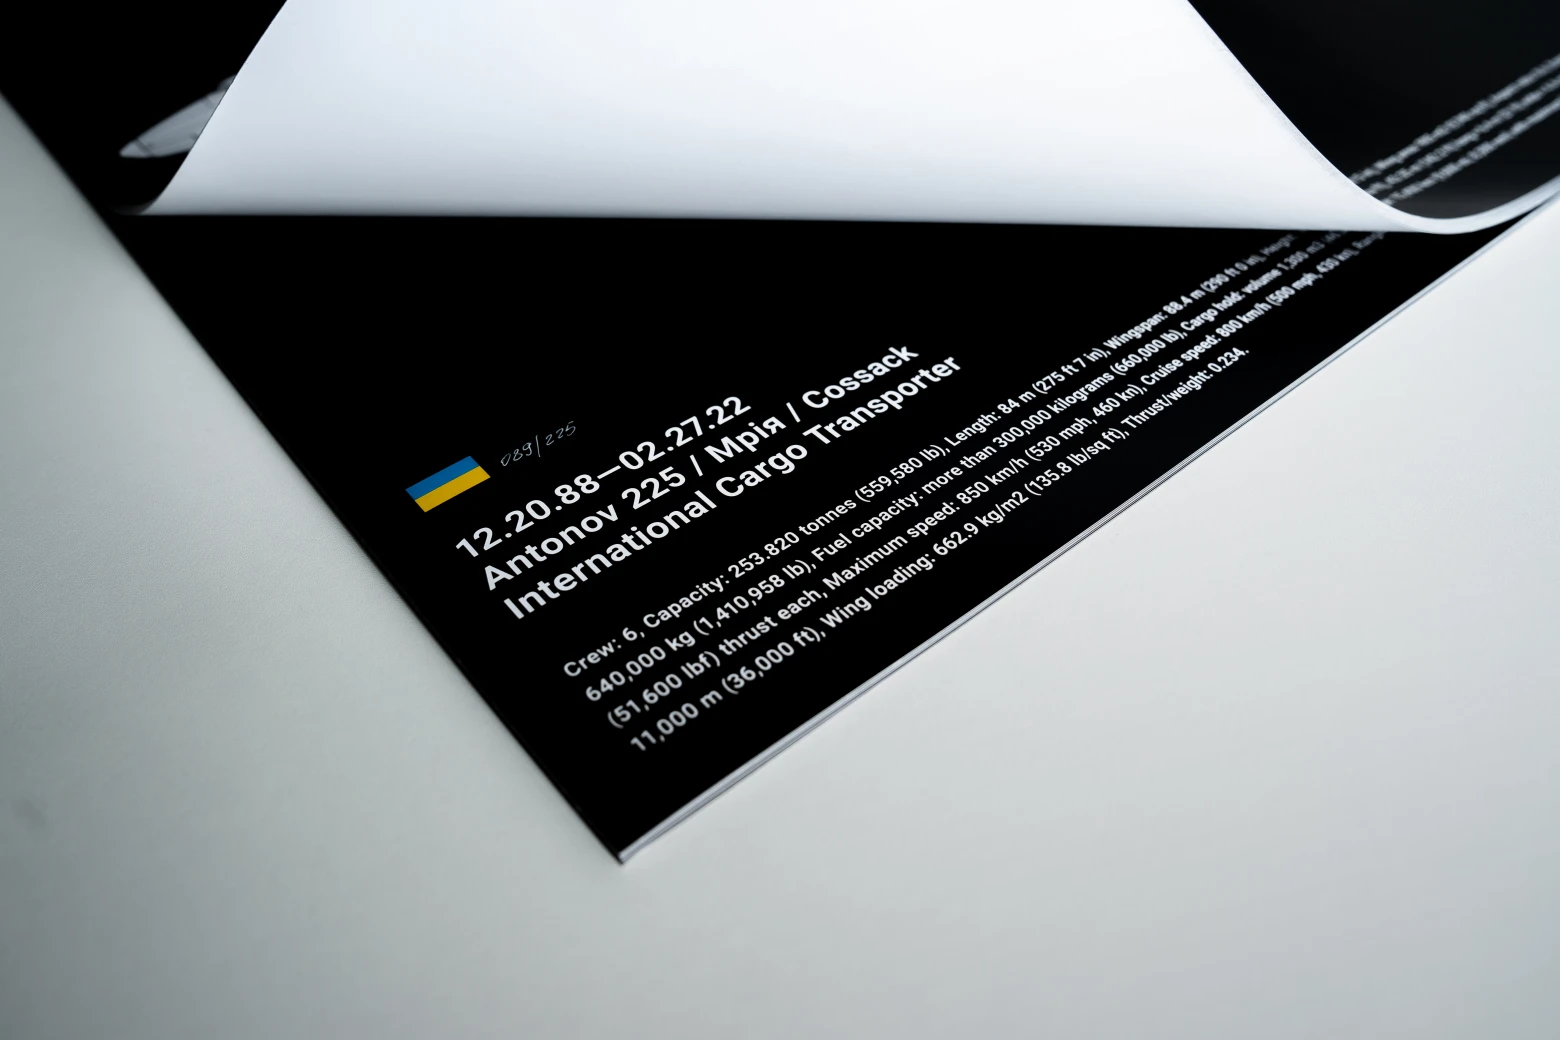 089/225
12.20.88—02.27.22
Antonov 225 / Мрія / Cossack
International Cargo Transporter
Crew: 6, Capacity: 253.820 tonnes (559,580 lb), Length: 84 m (275 ft 7 in), Wingspan: 88.4 m (290 ft 0 in), Height:
640,000 kg (1,410,958 lb), Fuel capacity: more than 300,000 kilograms (660,000 lb), Cargo hold: volume 1,300 m3
(51,600 lbf) thrust each, Maximum speed: 850 km/h (530 mph, 460 kn), Cruise speed: 800 km/h (500 mph, 430 kn),
11,000 m (36,000 ft), Wing loading: 662.9 kg/m2 (135.8 lb/sq ft), Thrust/weight: 0.234.